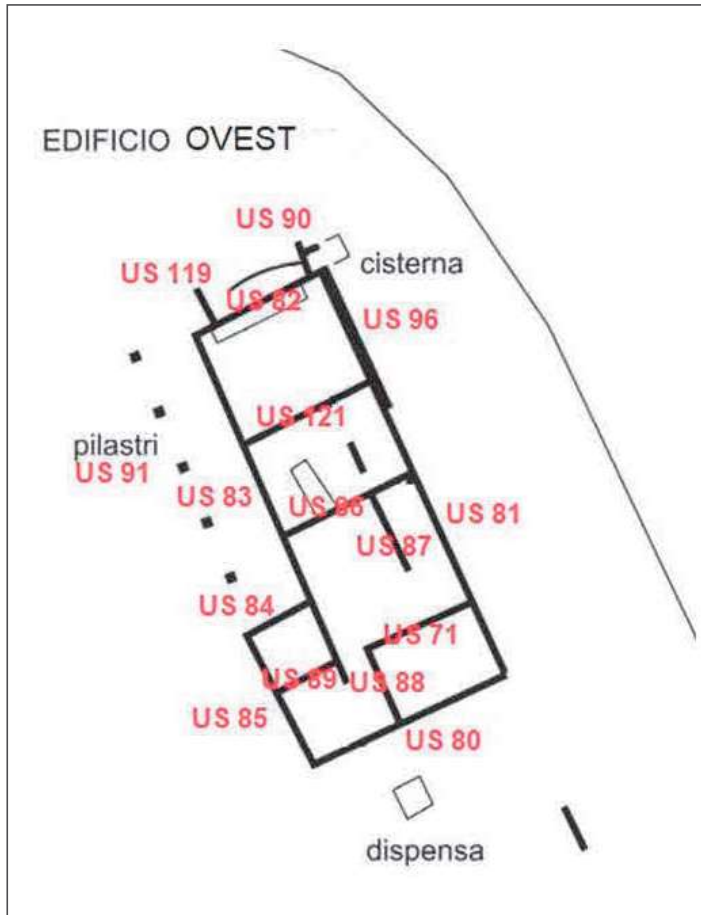 EDIFICIO OVEST
US 90
cisterna
US 119
US 82
US 96
US 121
pilastri
US 91
US 83
US 86
US 81
US 87
US 84
US 71
US 89
US 88
US 85
US 80
dispensa